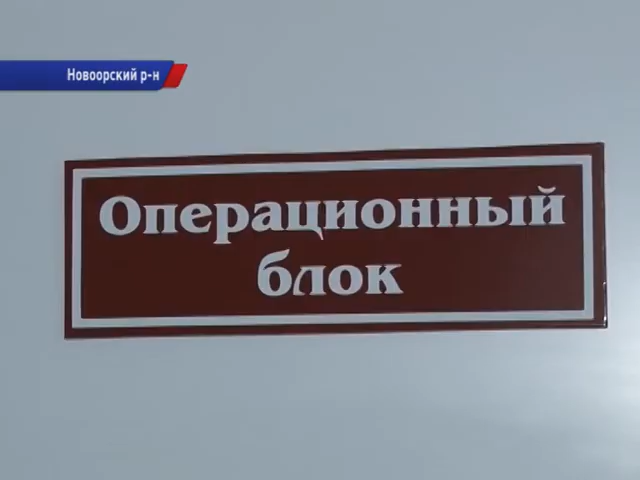 Новоорский р-н
Операционный
блок